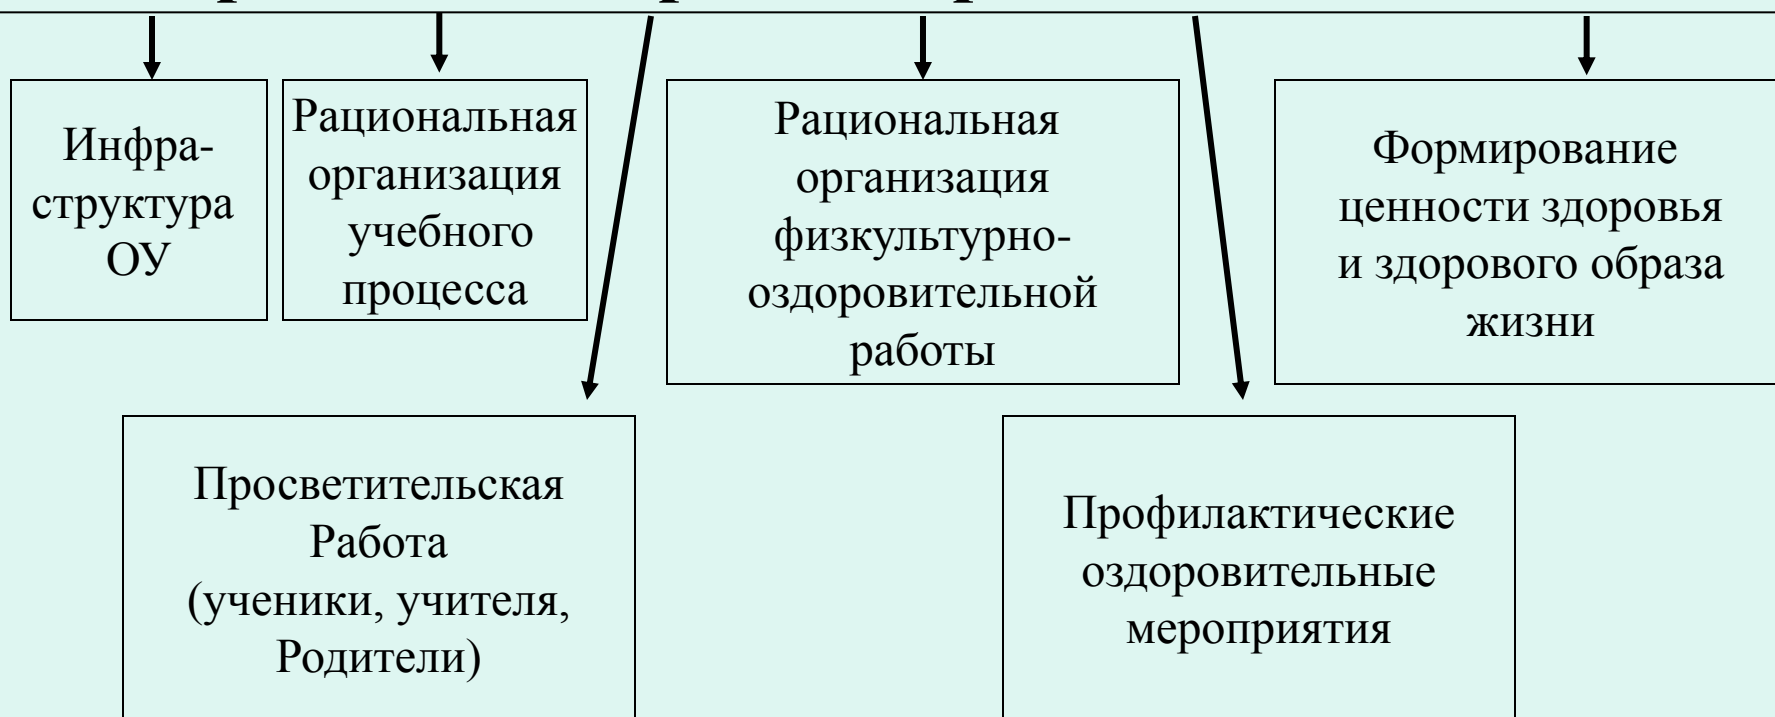 Инфра-
структура
ОУ
Рациональная
организация
учебного
процесса
Рациональная
организация
физкультурно-
оздоровительной
работы
Формирование
ценности здоровья
и здорового образа
жизни
Просветительская
Работа
(ученики, учителя,
Родители)
Профилактические
оздоровительные
мероприятия